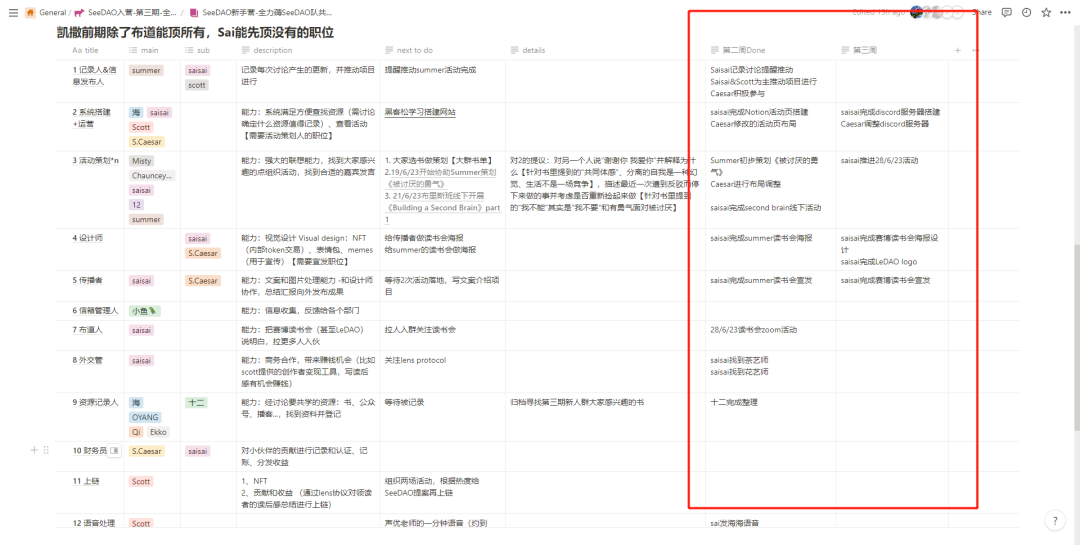 General / SeeDAO入营-第三期-全... / SeeDAO新手营-全力薅SeeDAO队共...
Share
凯撒前期除了布道能顶所有，Sai能先顶没有的职位
title main sub description next to do details 第二周Done 第三周
1 记录人&信息发布人
summer
saisai
scott
记录每次讨论产生的更新，并推动项目进行
提醒推动summer活动完成
Saisai记录讨论提醒推动
Saisai&Scott为主推动项目进行
Caesar积极参与
2 系统搭建+运营
海 saisai
Scott
S.Caesar
能力：系统满足方便查找资源（需讨论确定什么资源值得记录）、查看活动【需要活动策划人的职位】
黑客松学习搭建网站
saisai完成Notion活动页搭建
Caesar修改的活动页布局
saisai完成discord服务器搭建
Caesar调整discord服务器
3 活动策划*n
Misty
Chauncey...
saisai
12
summer
能力：强大的联想能力，找到大家感兴趣的点组织活动，找到合适的嘉宾发言
1. 大家选书做策划【大群书单】
2.19/6/23开始协助Summer策划《被讨厌的勇气》
3. 21/6/23布里斯班线下开展《Building a Second Brain》part 1
对2的提议：对另一个人说“谢谢你 我爱你”并解释为什么【针对书里提到的“共同体感”，分离的自我是一种幻觉、生活不是一场竞争】，描述最近一次遭到反驳而停下来做的事并考虑是否重新捡起来做【针对书里提到的“我不能”其实是“我不要”和有勇气面对被讨厌】
Summer初步策划《被讨厌的勇气》
Caesar进行布局调整
saisai完成second brain线下活动
saisai推进28/6/23活动
4 设计师
saisai
S.Caesar
能力：视觉设计 Visual design：NFT（内部token交易）、表情包、memes（用于宣传）【需要宣发职位】
给传播者做读书会海报
给summer的读书会做海报
saisai完成summer读书会海报
saisai完成赛博读书会海报设计
saisai完成LeDAO logo
5 传播者
saisai
S.Caesar
能力：文案和图片处理能力 -和设计师协作，总结汇报向外发布成果
等待2次活动落地，写文案介绍项目
saisai完成summer读书会宣发
saisai完成赛博读书会宣发
6 信箱管理人
小鱼
能力：信息收集，反馈给各个部门
7 布道人
saisai
能力：把赛博读书会（甚至LeDAO）说明白，拉更多人入伙
拉人入群关注读书会
28/6/23读书会zoom活动
8 外交管
saisai
能力：商务合作，带来赚钱机会（比如scott提供的创作者变现工具，写读后感有机会赚钱）
关注lens protocol
saisai找到茶艺师
saisai找到花艺师
9 资源记录人
海
OYANG
Qi Ekko
十二
能力：经讨论要共学的资源：书、公众号、播客...，找到资料并登记
等待被记录
归档寻找第三期新人群大家感兴趣的书
十二完成整理
10 财务员
S.Caesar
saisai
对小伙伴的贡献进行记录和认证、记账、分发收益
11 上链
Scott
1、NFT
2、贡献和收益 （通过lens协议对领读者的读后感总结进行上链）
组织两场活动，根据热度给SeeDAO提案再上链
12 语音处理
Scott
声优老师的一分钟语音（约到
sai发海海语音
?